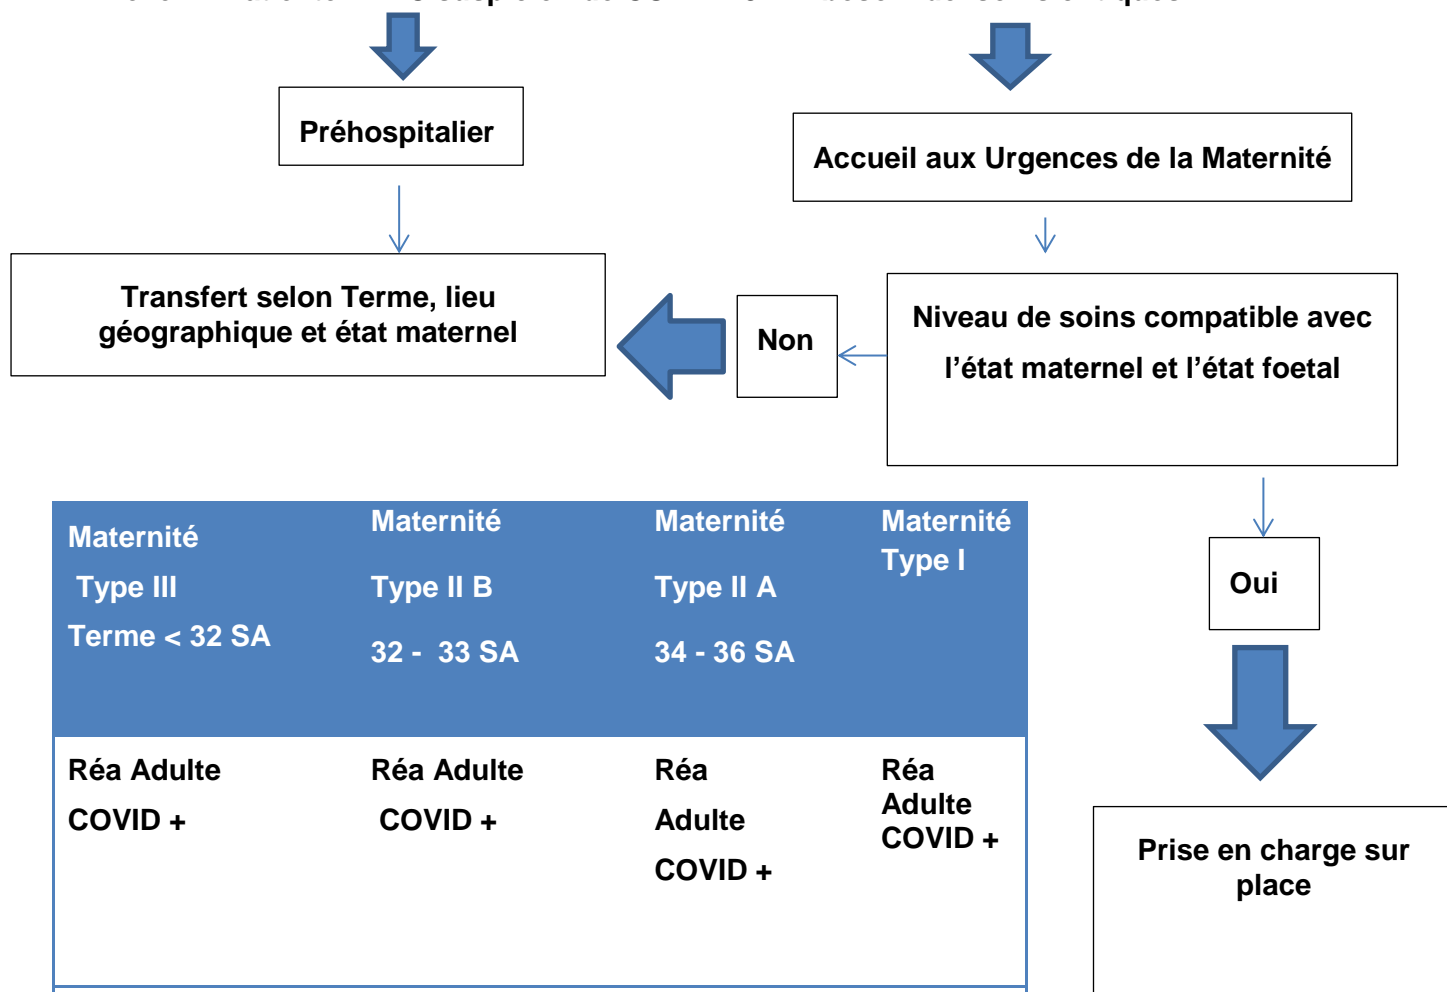 Préhospitalier
Accueil aux Urgences de la Maternité
Transfert selon Terme, lieu
géographique et état maternel
Non
Niveau de soins compatible avec
l’état maternel et l’état foetal
Oui
Prise en charge sur
place
Maternité
Type III
Terme < 32 SA
Maternité
Type II B
32 - 33 SA
Maternité
Type II A
34 - 36 SA
Maternité
Type I
Réa Adulte
COVID +
Réa Adulte
COVID +
Réa
Adulte
COVID +
Réa
Adulte
COVID +